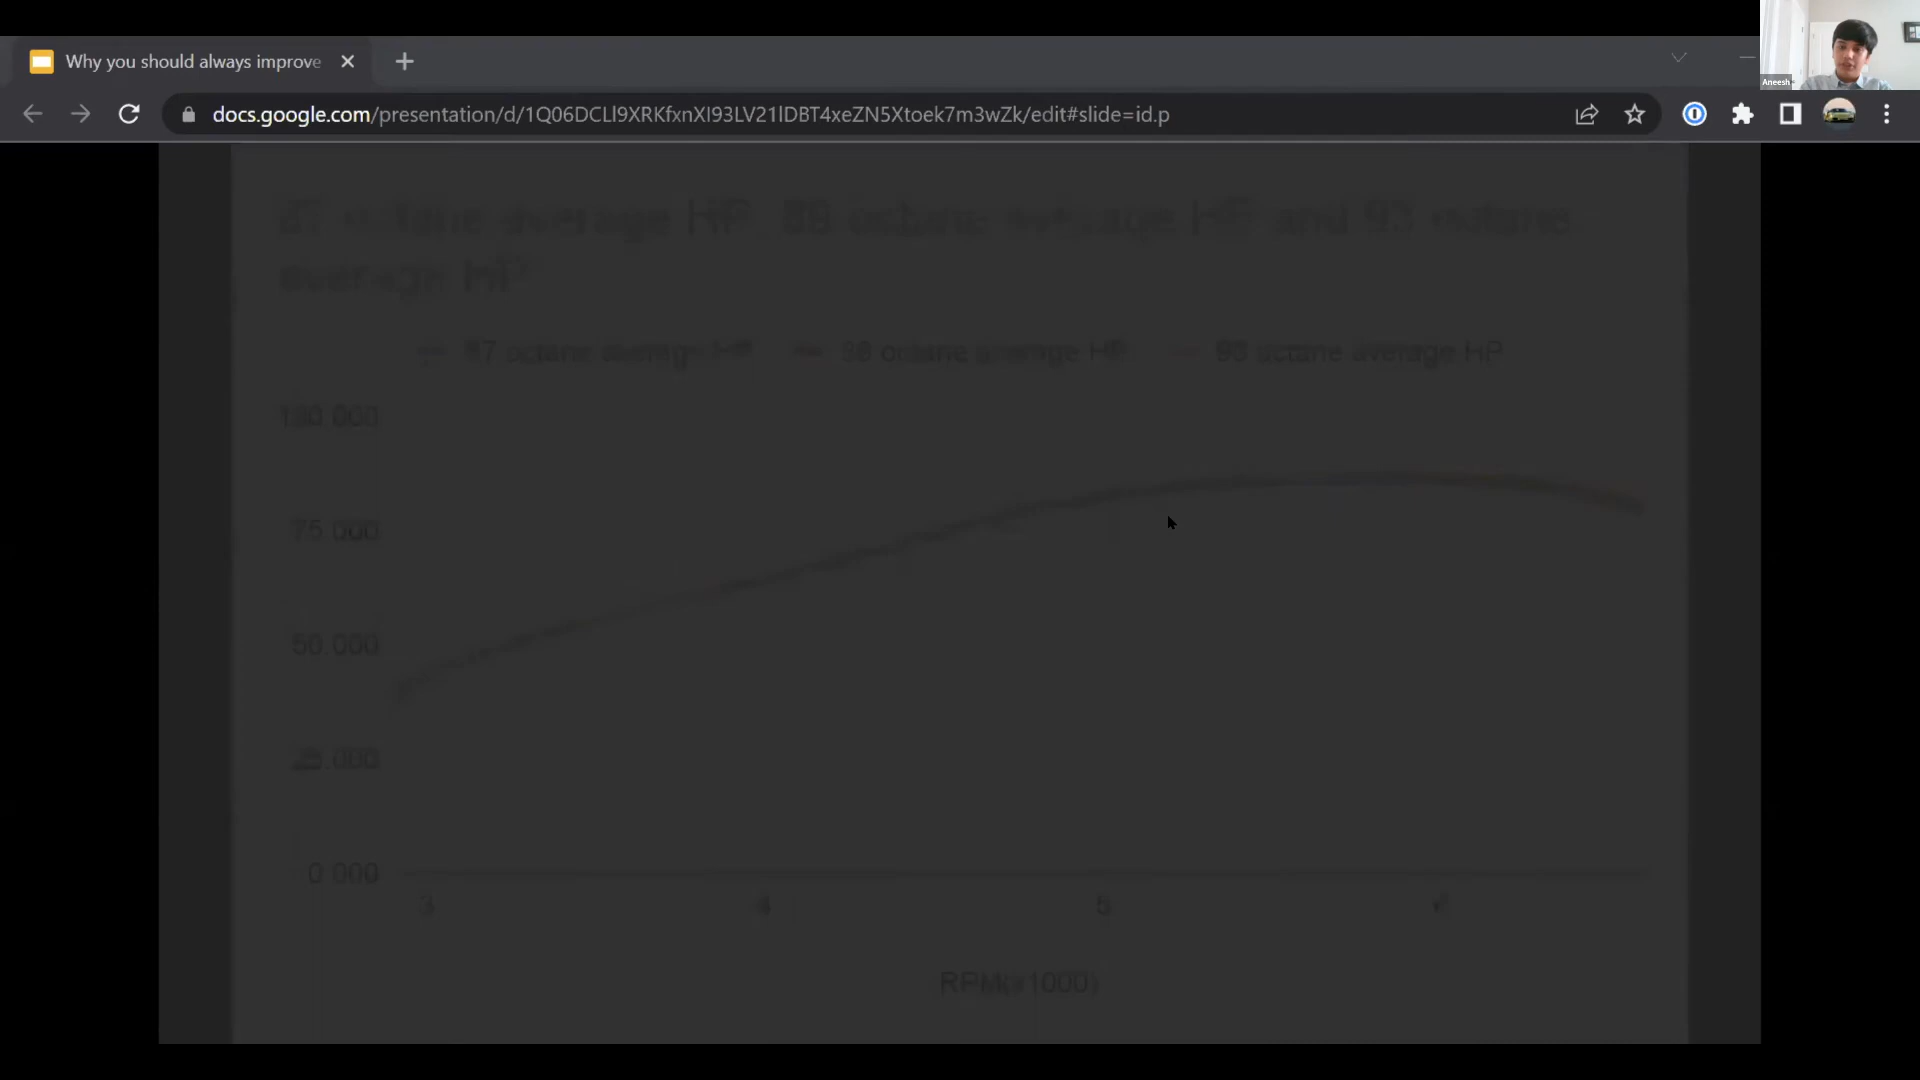 Why you should always improve
docs.google.com/presentation/d/1Q06DCLl9XRKfxnXI93LV21lDBT4xeZN5Xtoek7m3wZk/edit#slide=id.p
Aneesh
87 octane average HP, 89 octane average HP and 93 octane
average HP
87 octane average HP 89 octane average HP 93 octane average HP
100.000
75.000
50.000
25.000
0.000
3 4 5
RPM(x1000)